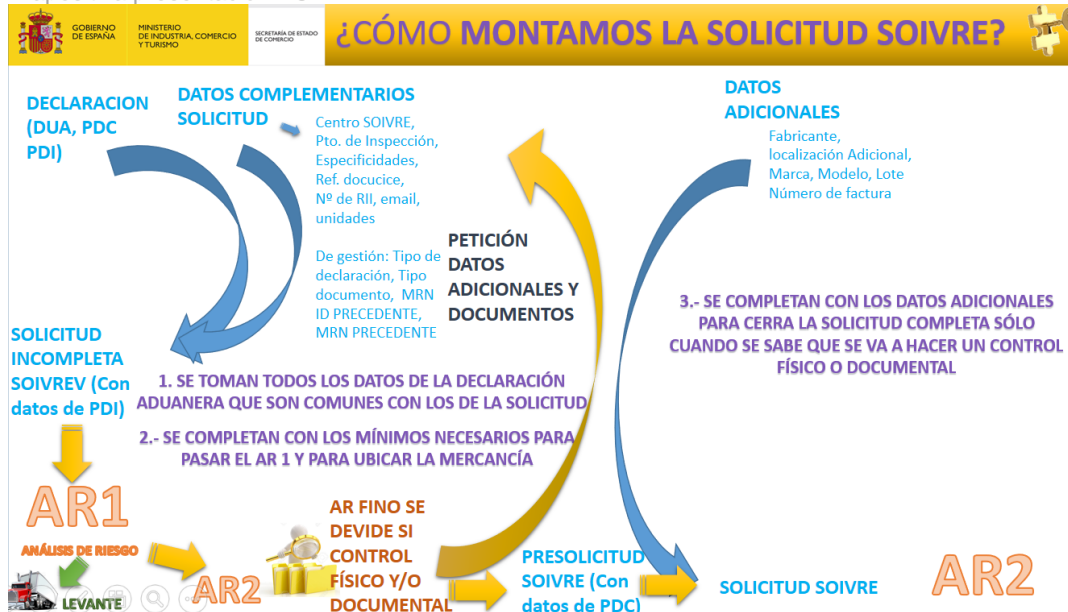 GOBIERNO
DE ESPAÑA
MINISTERIO
DE INDUSTRIA, COMERCIO
Y TURISMO
SECRETARÍA DE ESTADO
DE COMERCIO
¿CÓMO MONTAMOS LA SOLICITUD SOIVRE?
DECLARACION
(DUA, PDC
PDI)
DATOS COMPLEMENTARIOS
SOLICITUD
Centro SOIVRE,
Pto. de Inspección,
Especificidades,
Ref. docucice,
Nº de RII, email,
unidades
De gestión: Tipo de
declaración, Tipo
documento, MRN
ID PRECEDENTE,
MRN PRECEDENTE
PETICIÓN
DATOS
ADICIONALES Y
DOCUMENTOS
DATOS
ADICIONALES
Fabricante,
localización Adicional,
Marca, Modelo, Lote
Número de factura
SOLICITUD
INCOMPLETA
SOIVREV (Con
datos de PDI)
1. SE TOMAN TODOS LOS DATOS DE LA DECLARACIÓN
ADUANERA QUE SON COMUNES CON LOS DE LA SOLICITUD
2.- SE COMPLETAN CON LOS MÍNIMOS NECESARIOS PARA
PASAR EL AR 1 Y PARA UBICAR LA MERCANCÍA
3.- SE COMPLETAN CON LOS DATOS ADICIONALES
PARA CERRA LA SOLICITUD COMPLETA SÓLO
CUANDO SE SABE QUE SE VA A HACER UN CONTROL
FÍSICO O DOCUMENTAL
AR1
ANÁLISIS DE RIESGO
LEVANTE
AR2
AR FINO SE
DEVIDE SI
CONTROL
FÍSICO Y/O
DOCUMENTAL
PRESOLICITUD
SOIVRE (Con
datos de PDC)
SOLICITUD SOIVRE
AR2